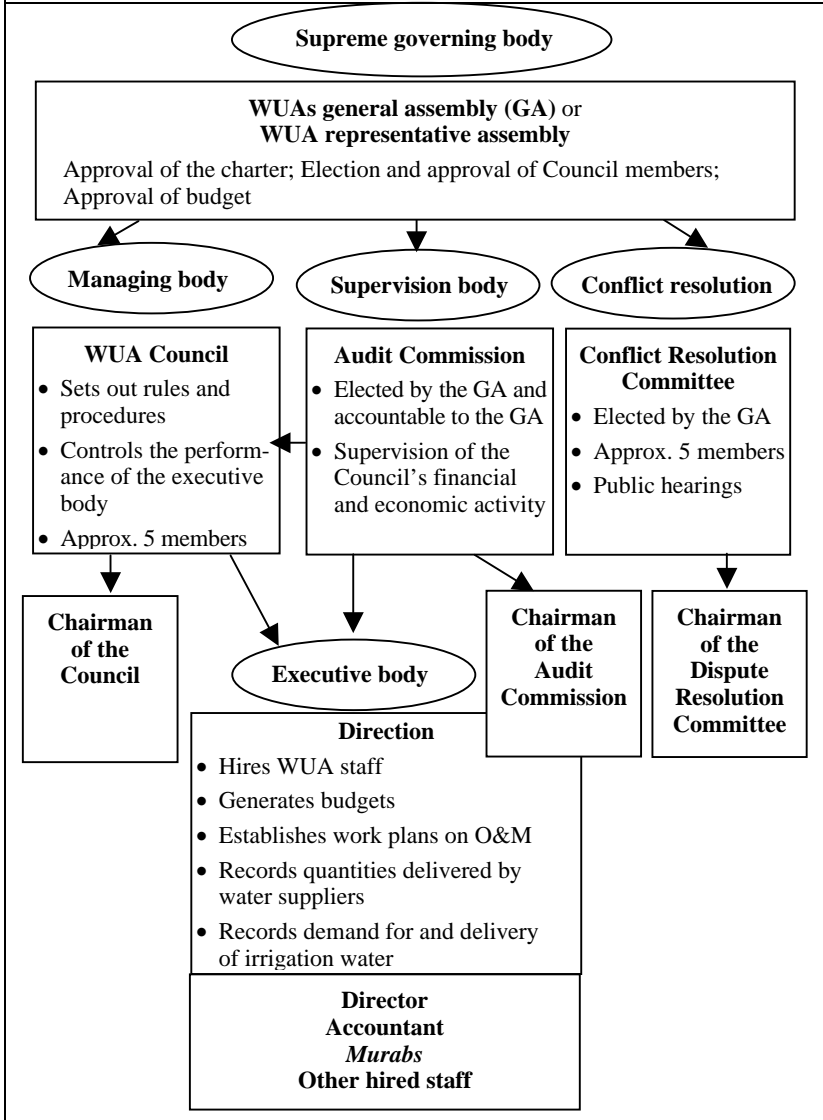 Supreme governing body
WUAs general assembly (GA) or
WUA representative assembly
Approval of the charter; Election and approval of Council members;
Approval of budget
Managing body
Supervision body
Conflict resolution
WUA Council
• Sets out rules and
procedures
• Controls the perform-
ance of the executive
body
• Approx. 5 members
Audit Commission
• Elected by the GA and
accountable to the GA
• Supervision of the
Council’s financial
and economic activity
Conflict Resolution
Committee
• Elected by the GA
• Approx. 5 members
• Public hearings
Chairman
of the
Council
Executive body
Chairman
of the
Audit
Commission
Chairman
of the
Dispute
Resolution
Committee
Direction
• Hires WUA staff
• Generates budgets
• Establishes work plans on O&M
• Records quantities delivered by
water suppliers
• Records demand for and delivery
of irrigation water
Director
Accountant
Murabs
Other hired staff